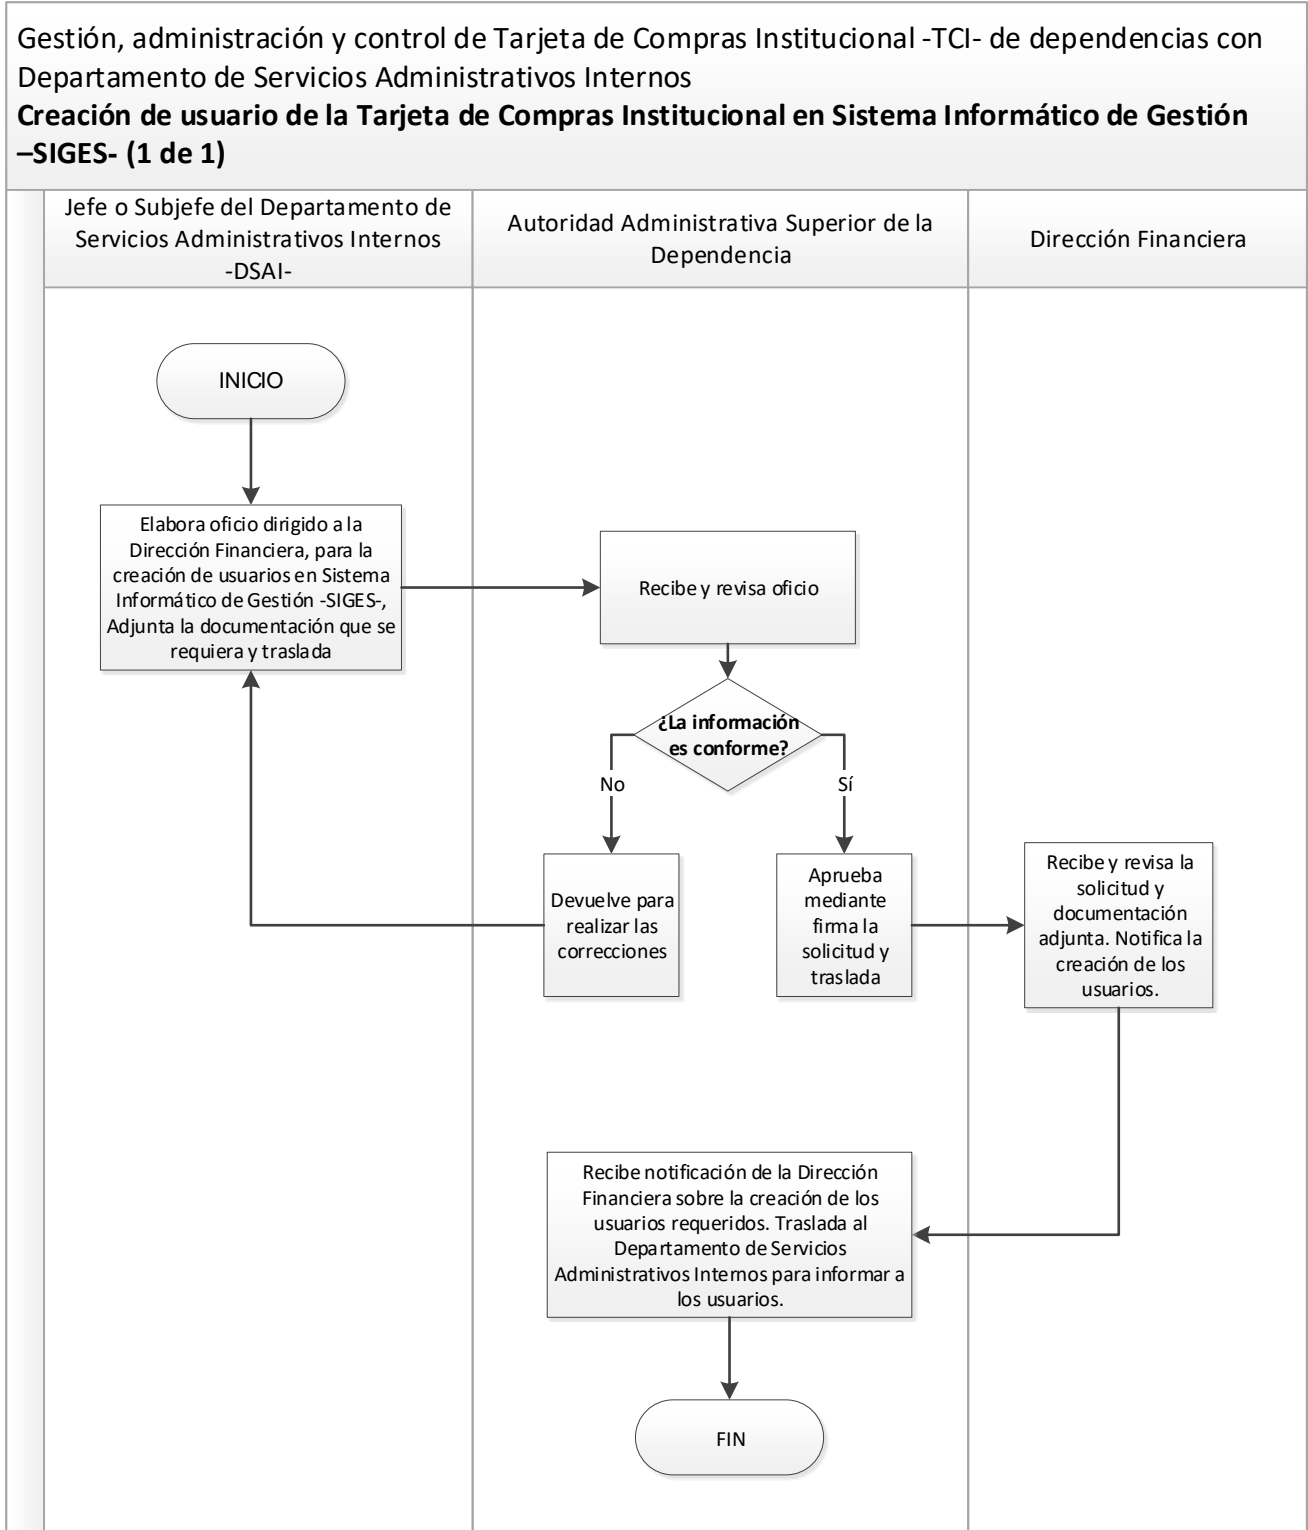 Gestión, administración y control de Tarjeta de Compras Institucional -TCI- de dependencias con
Departamento de Servicios Administrativos Internos
Creación de usuario de la Tarjeta de Compras Institucional en Sistema Informático de Gestión
–SIGES- (1 de 1)
Jefe o Subjefe del Departamento de
Servicios Administrativos Internos
-DSAI-
Autoridad Administrativa Superior de la
Dependencia
Dirección Financiera
INICIO
Elabora oficio dirigido a la
Dirección Financiera, para la
creación de usuarios en Sistema
Informático de Gestión -SIGES-,
Adjunta la documentación que se
requiera y traslada
Recibe y revisa oficio
¿La información
es conforme?
No
Sí
Devuelve para
realizar las
correcciones
Aprueba
mediante
firma la
solicitud y
traslada
Recibe y revisa la
solicitud y
documentación
adjunta. Notifica la
creación de los
usuarios.
Recibe notificación de la Dirección
Financiera sobre la creación de los
usuarios requeridos. Traslada al
Departamento de Servicios
Administrativos Internos para informar a
los usuarios.
FIN